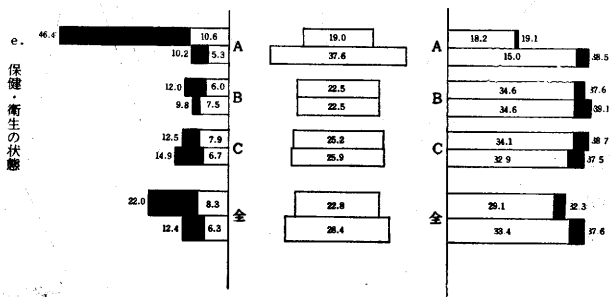 e. 保健・衛生の状態
46.4 10.6 A 19.0 A 18.2 19.1
10.2 5.3 37.6 15.0 38.5
12.0 6.0 B 22.5 B 34.6 37.6
9.8 7.5 22.5 34.6 39.1
12.5 7.9 C 25.2 C 34.1 38.7
14.9 6.7 25.9 32.9 37.5
22.0 8.3 全 22.8 全 29.1 32.3
12.4 6.3 28.4 33.4 37.6